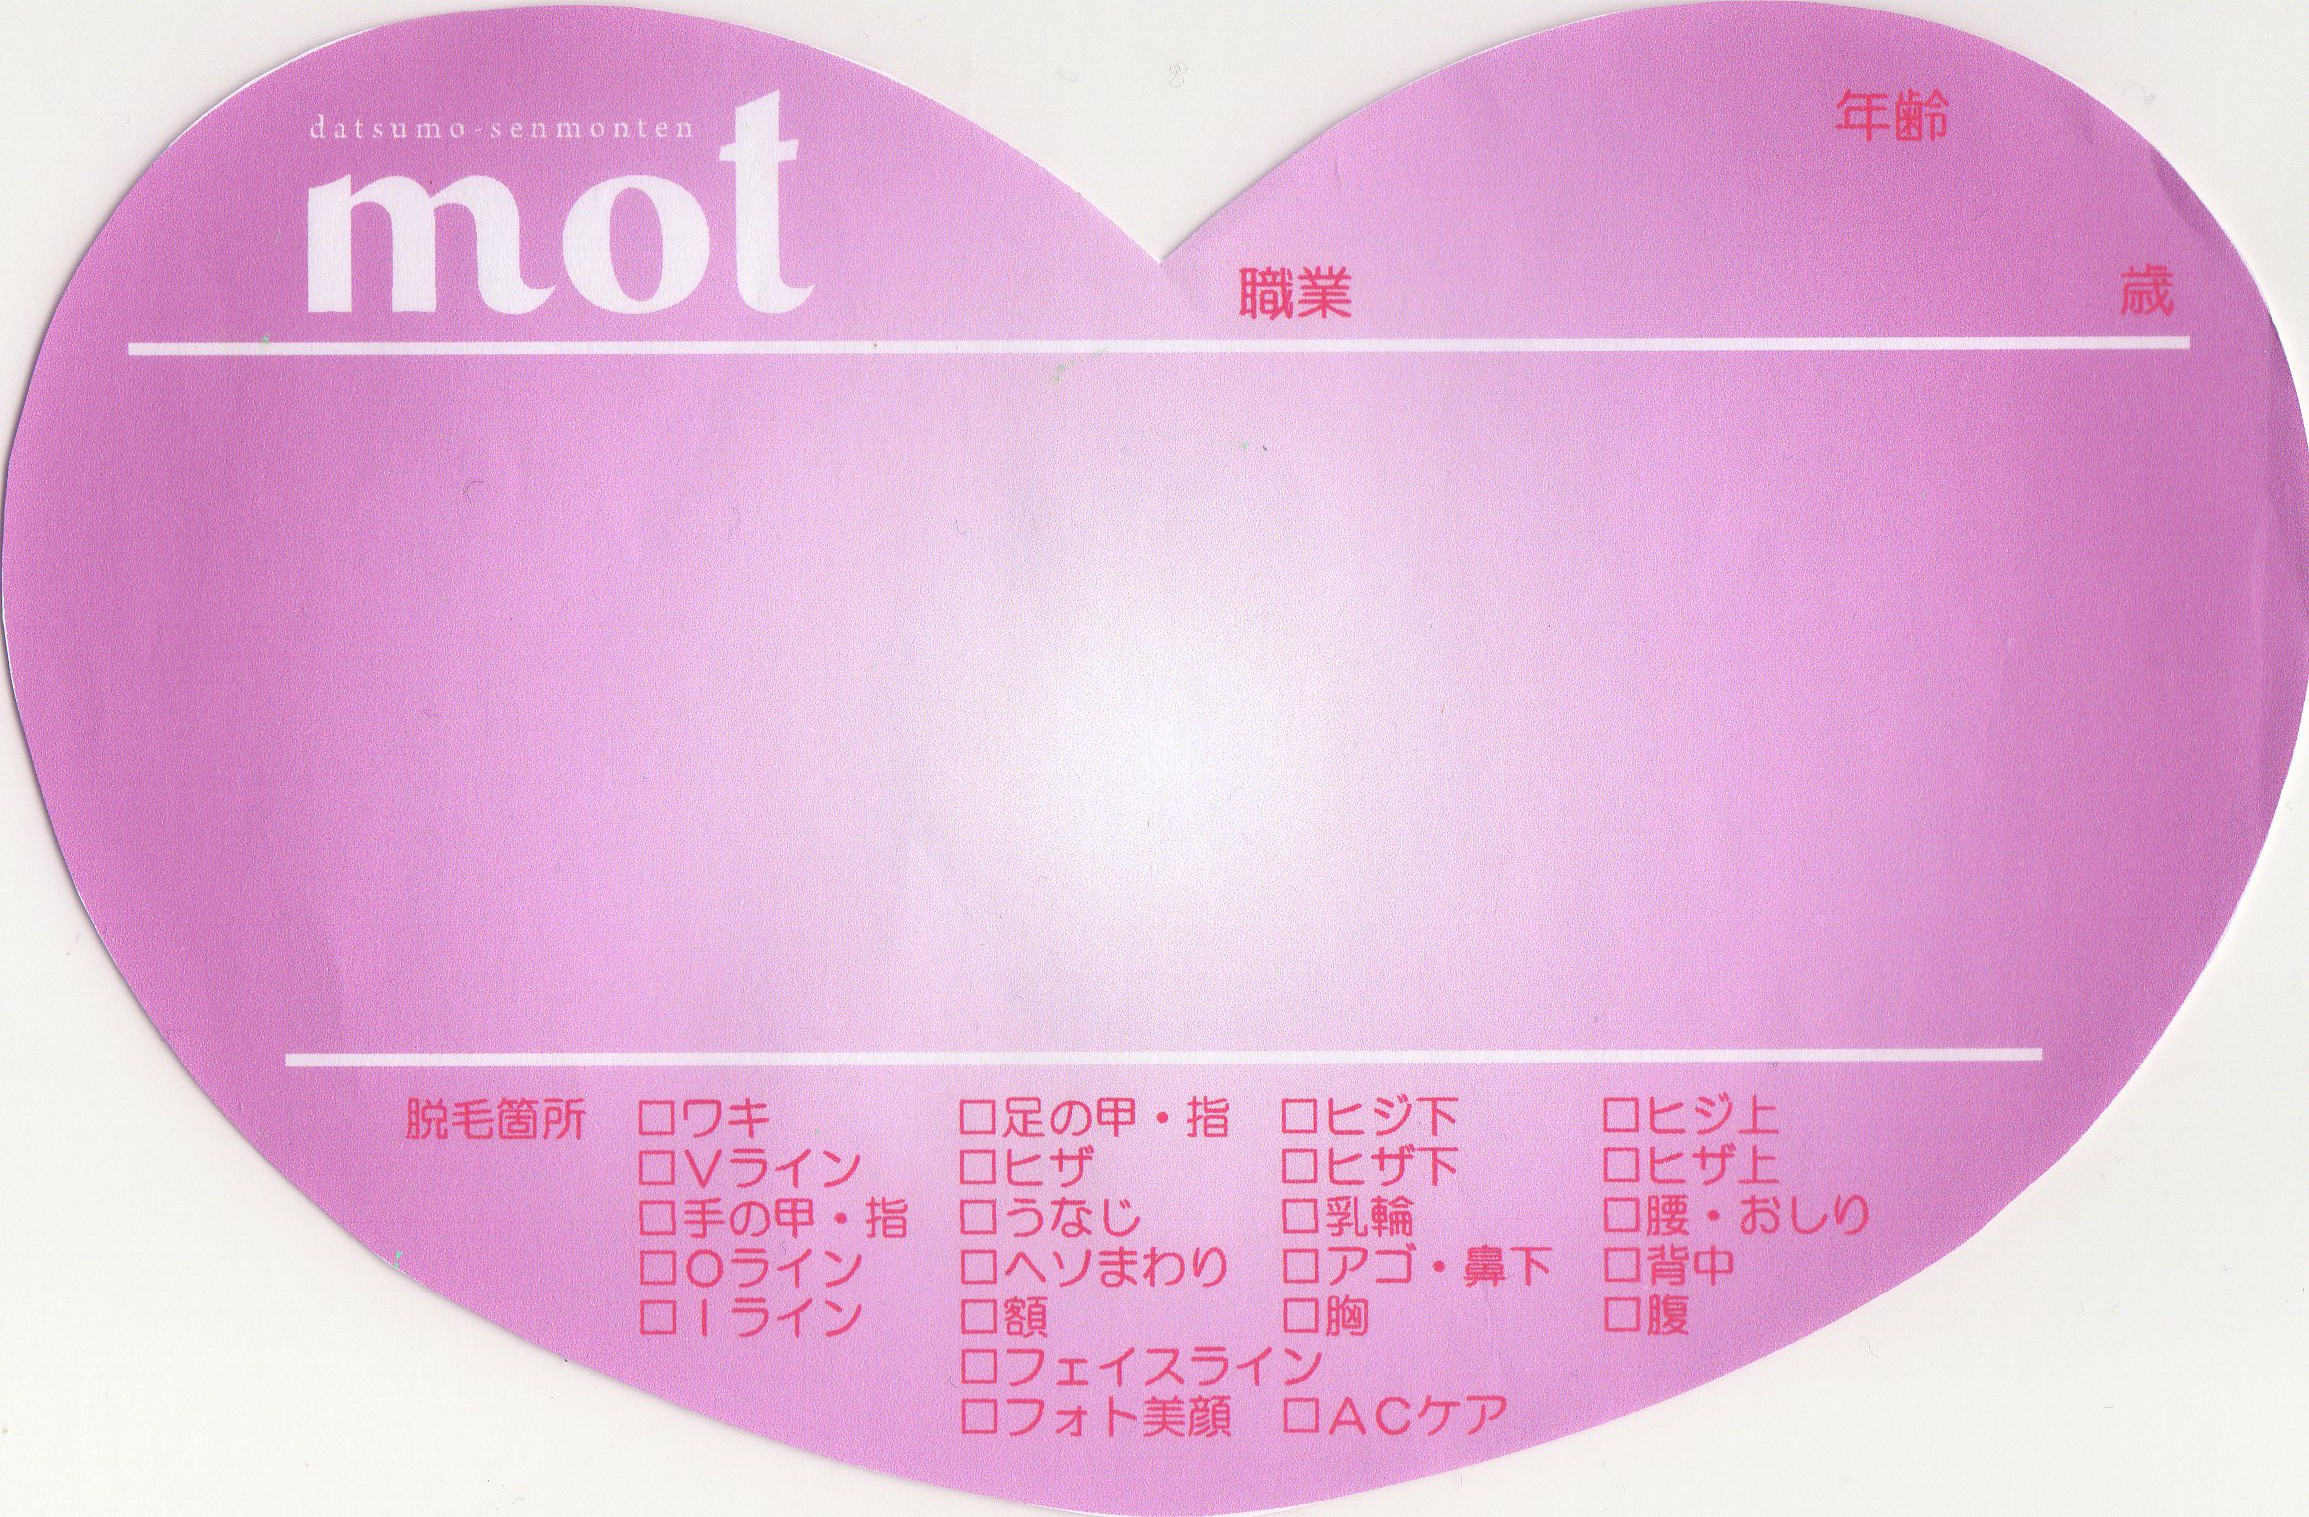 datsumo-senmonten
mot
年齢
職業 歳
脱毛箇所 □ワキ □足の甲・指 □ヒジ下 □ヒジ上
□Vライン □ヒザ □ヒザ下 □ヒザ上
□手の甲・指 □うなじ □乳輪 □腰・おしり
□Oライン □ヘソまわり □アゴ・鼻下 □背中
□Iライン □額 □胸 □腹
□フェイスライン
□フォト美顔 □ACケア